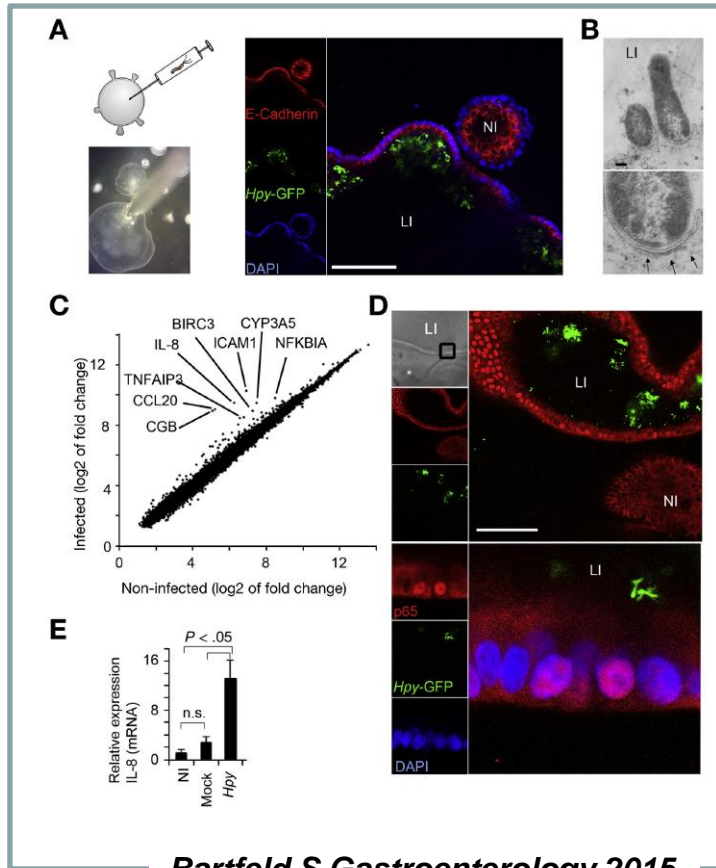 A
B
E-Cadherin
Hpy-GFP
DAPI
NI
LI
LI
C
BIRC3
CYP3A5
IL-8
ICAM1
NFKBIA
TNFAIP3
CCL20
CGB
Infected (log2 of fold change)
12
8
4
0
0
4
8
12
Non-infected (log2 of fold change)
D
LI
*
LI
NI
p65
Hpy-GFP
DAPI
LI
E
P < .05
n.s.
Relative expression
IL-8 (mRNA)
16
12
8
4
0
NI
Mock
Hpy
Bartfeld S Gastroenterology 2015